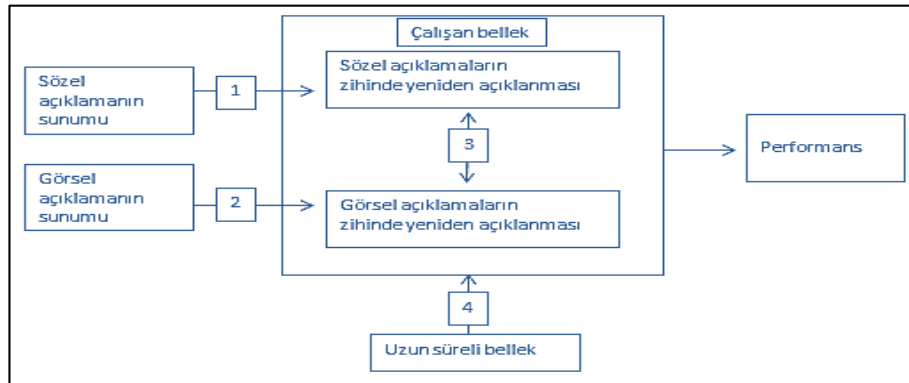 Çalışan bellek
Sözel
açıklamanın
sunumu
1
Sözel açıklamaların
zihinde yeniden açıklanması
3
Performans
Görsel
açıklamanın
sunumu
2
Görsel açıklamaların
zihinde yeniden açıklanması
4
Uzun süreli bellek